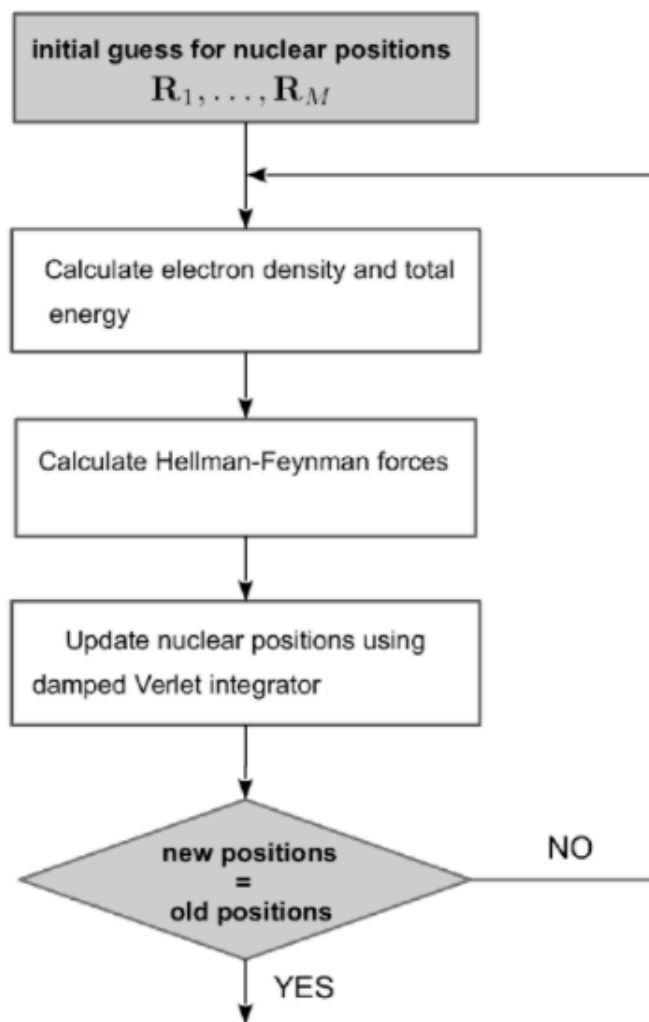 initial guess for nuclear positions
R₁, . . . , R_M
Calculate electron density and total
energy
Calculate Hellman-Feynman forces
Update nuclear positions using
damped Verlet integrator
new positions
=
old positions
NO
YES